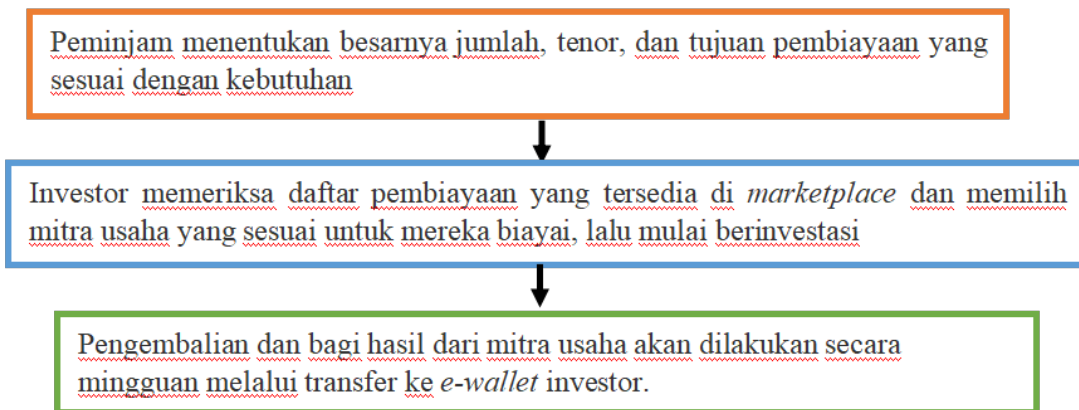 Peminjam menentukan besarnya jumlah, tenor, dan tujuan pembiayaan yang
sesuai dengan kebutuhan
Investor memeriksa daftar pembiayaan yang tersedia di marketplace dan memilih
mitra usaha yang sesuai untuk mereka biayai, lalu mulai berinvestasi
Pengembalian dan bagi hasil dari mitra usaha akan dilakukan secara
mingguan melalui transfer ke e-wallet investor.